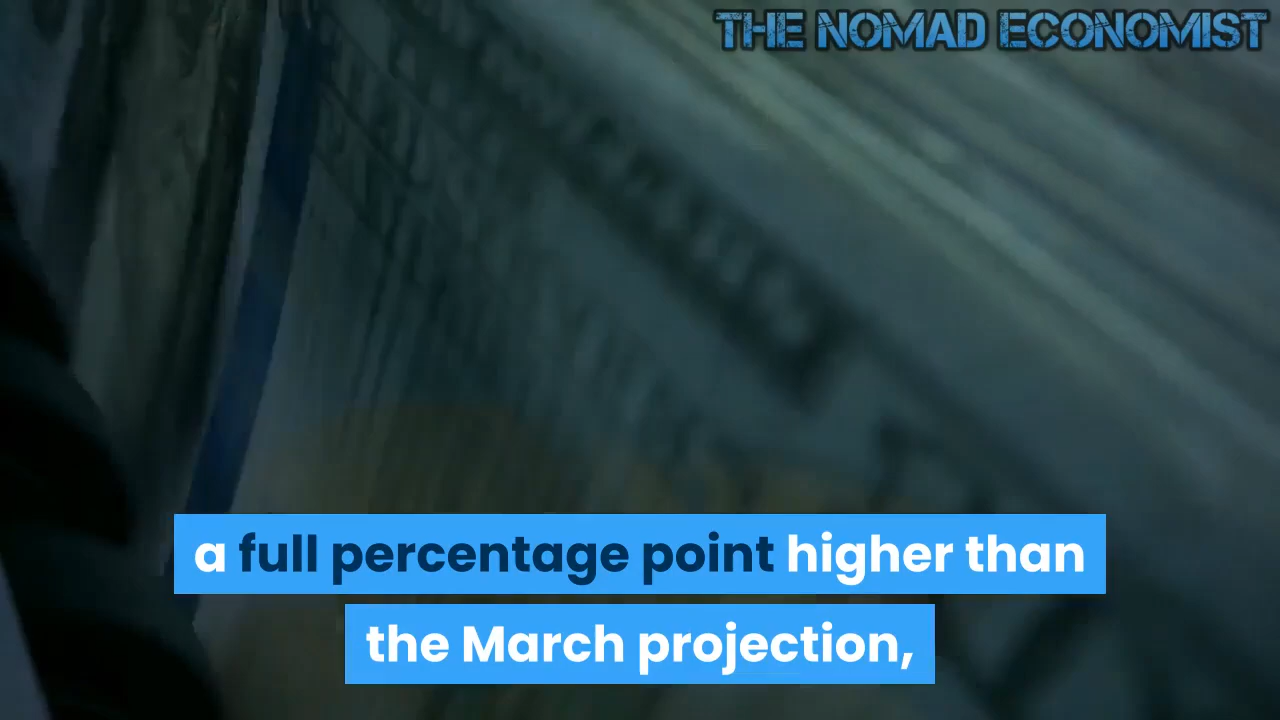 THE NOMAD ECONOMIST
a full percentage point higher than
the March projection,